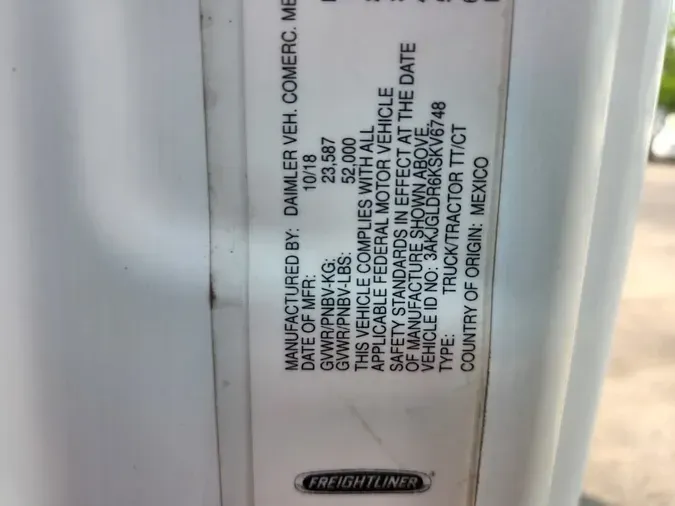 MANUFACTURED BY: DAIMLER VEH. COMERC. ME
DATE OF MFR: 10/18
GVWR/PNBV-KG: 23,587
GVWR/PNBV-LBS: 52,000
THIS VEHICLE COMPLIES WITH ALL
APPLICABLE FEDERAL MOTOR VEHICLE
SAFETY STANDARDS IN EFFECT AT THE DATE
OF MANUFACTURE SHOWN ABOVE.
VEHICLE ID NO: 3AKJGLDR6KSKV6748
TYPE: TRUCK/TRACTOR TT/CT
COUNTRY OF ORIGIN: MEXICO
FREIGHTLINER